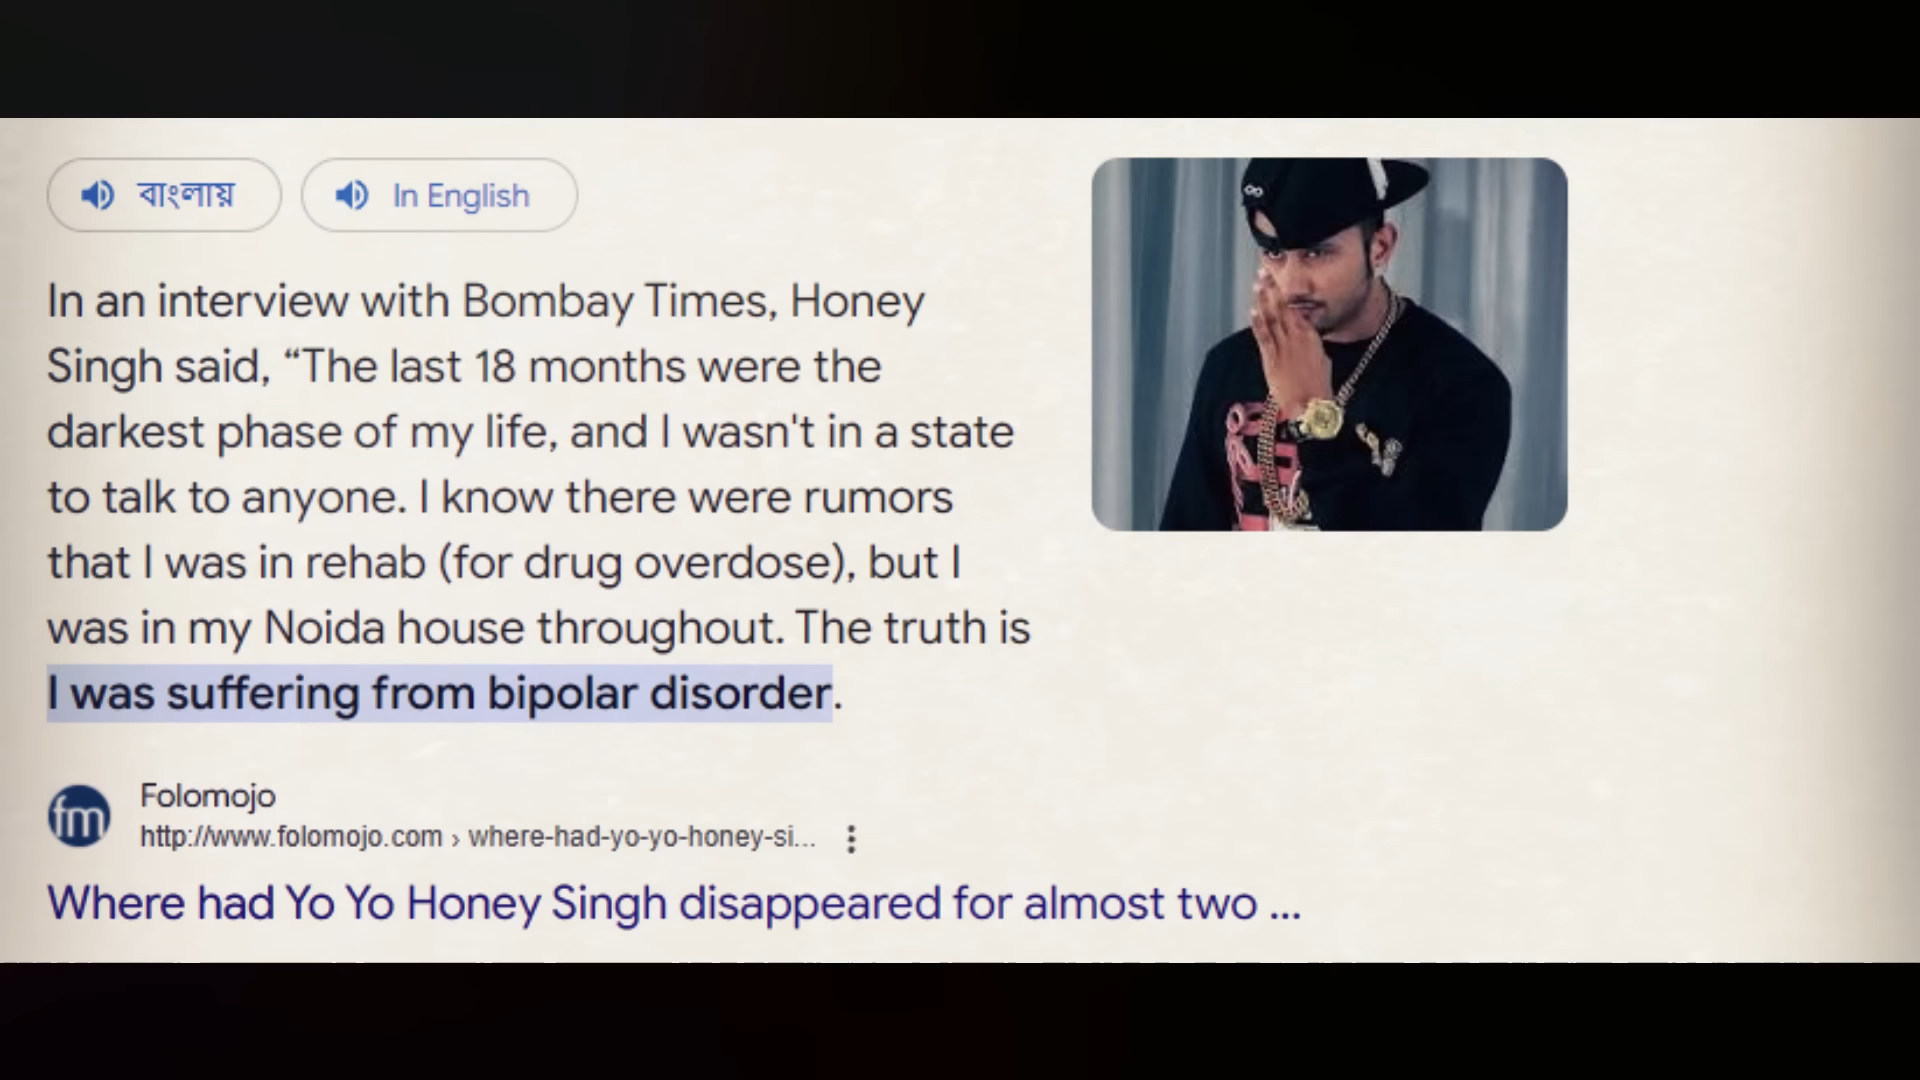 বাংলায়
In English
In an interview with Bombay Times, Honey
Singh said, “The last 18 months were the
darkest phase of my life, and I wasn't in a state
to talk to anyone. I know there were rumors
that I was in rehab (for drug overdose), but I
was in my Noida house throughout. The truth is
I was suffering from bipolar disorder.
fm
Folomojo
http://www.folomojo.com › where-had-yo-yo-honey-si...
Where had Yo Yo Honey Singh disappeared for almost two ...